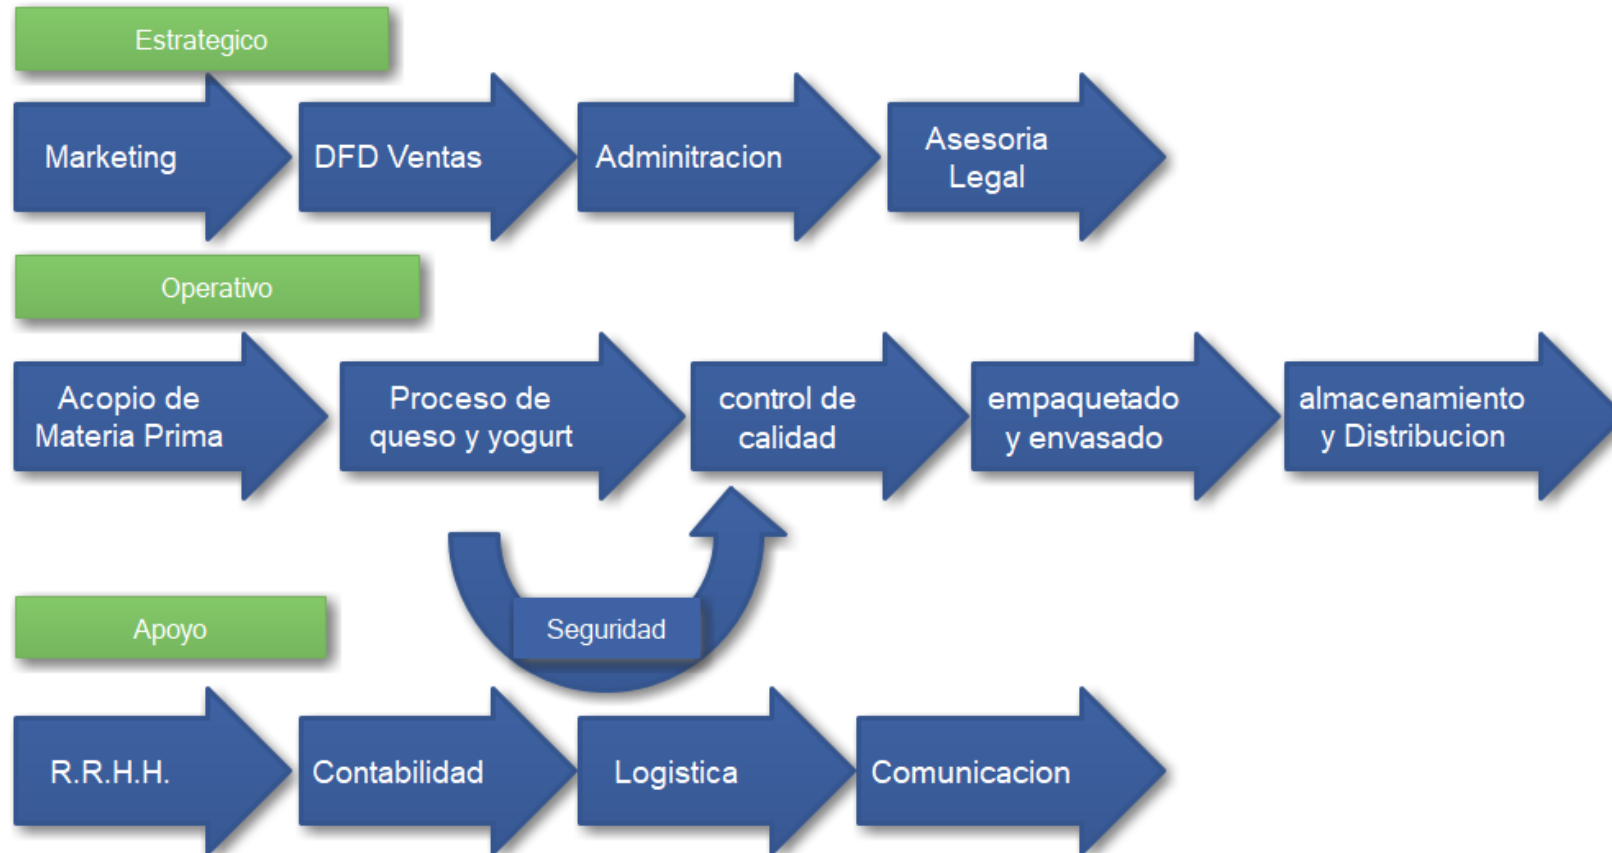 Estrategico
Marketing
DFD Ventas
Adminitracion
Asesoria
Legal
Operativo
Acopio de
Materia Prima
Proceso de
queso y yogurt
control de
calidad
empaquetado
y envasado
almacenamiento
y Distribucion
Seguridad
Apoyo
R.R.H.H.
Contabilidad
Logistica
Comunicacion